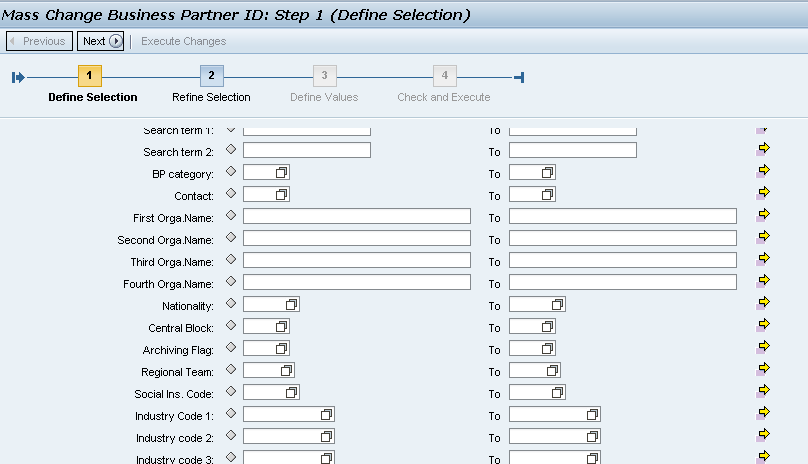 Mass Change Business Partner ID: Step 1 (Define Selection)
Previous Next Execute Changes
1 2 3 4
Define Selection Refine Selection Define Values Check and Execute
Search term 1: To
Search term 2: To
BP category: To
Contact: To
First Orga.Name: To
Second Orga.Name: To
Third Orga.Name: To
Fourth Orga.Name: To
Nationality: To
Central Block: To
Archiving Flag: To
Regional Team: To
Social Ins. Code: To
Industry Code 1: To
Industry code 2: To
Industry code 3: To